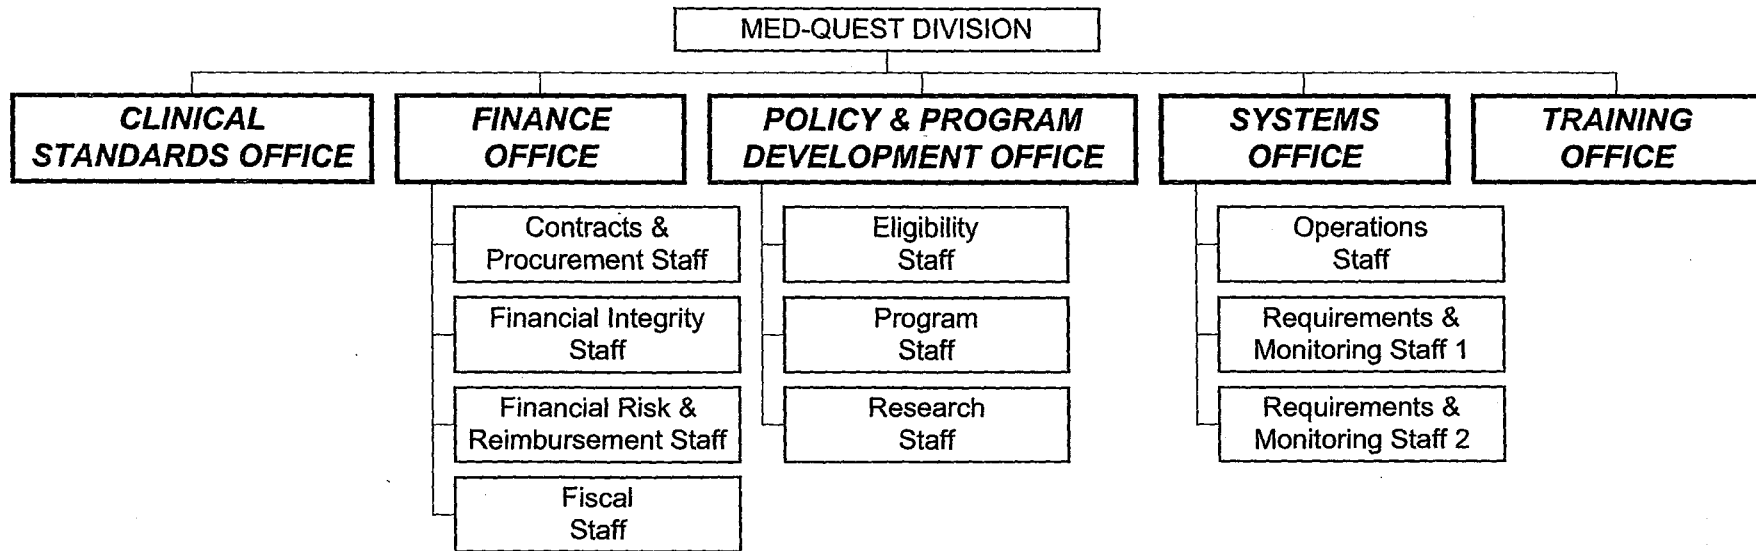 MED-QUEST DIVISION
CLINICAL
STANDARDS OFFICE
FINANCE
OFFICE
POLICY & PROGRAM
DEVELOPMENT OFFICE
SYSTEMS
OFFICE
TRAINING
OFFICE
Contracts &
Procurement Staff
Financial Integrity
Staff
Financial Risk &
Reimbursement Staff
Fiscal
Staff
Eligibility
Staff
Program
Staff
Research
Staff
Operations
Staff
Requirements &
Monitoring Staff 1
Requirements &
Monitoring Staff 2